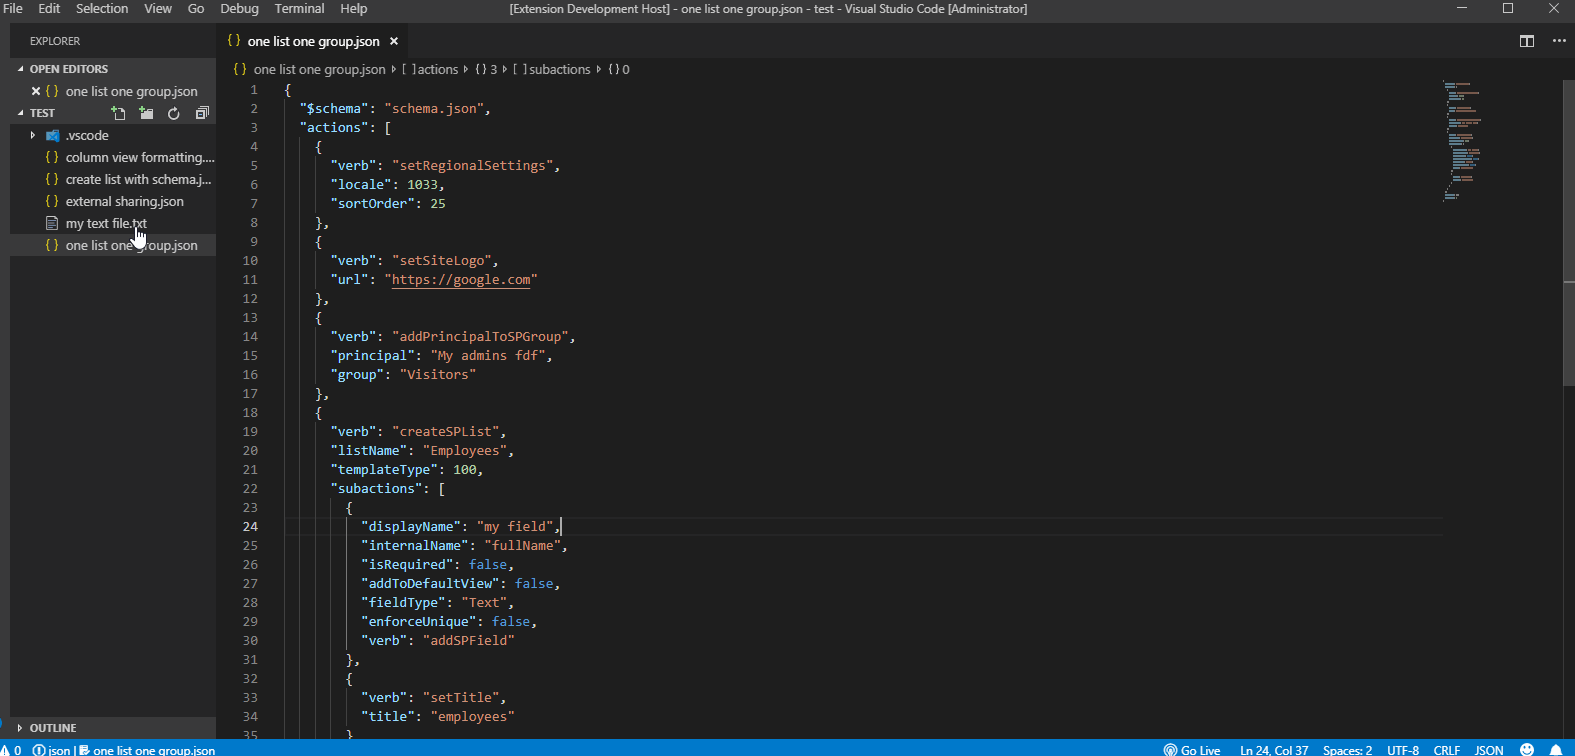 File Edit Selection View Go Debug Terminal Help [Extension Development Host] - one list one group.json - test - Visual Studio Code [Administrator]
EXPLORER
OPEN EDITORS
{} one list one group.json
TEST
.vscode
{} column view formatting....
{} create list with schema.j...
{} external sharing.json
my text file.txt
{} one list one group.json
OUTLINE
{} one list one group.json ×
{} one list one group.json [ ]actions {} 3 [ ]subactions {} 0
1 {
2 "$schema": "schema.json",
3 "actions": [
4 {
5 "verb": "setRegionalSettings",
6 "locale": 1033,
7 "sortOrder": 25
8 },
9 {
10 "verb": "setSiteLogo",
11 "url": "https://google.com"
12 },
13 {
14 "verb": "addPrincipalToSPGroup",
15 "principal": "My admins fdf",
16 "group": "Visitors"
17 },
18 {
19 "verb": "createSPList",
20 "listName": "Employees",
21 "templateType": 100,
22 "subactions": [
23 {
24 "displayName": "my field",
25 "internalName": "fullName",
26 "isRequired": false,
27 "addToDefaultView": false,
28 "fieldType": "Text",
29 "enforceUnique": false,
30 "verb": "addSPField"
31 },
32 {
33 "verb": "setTitle",
34 "title": "employees"
35 }
0 json | one list one group.json Go Live Ln 24, Col 37 Spaces: 2 UTF-8 CRLF JSON